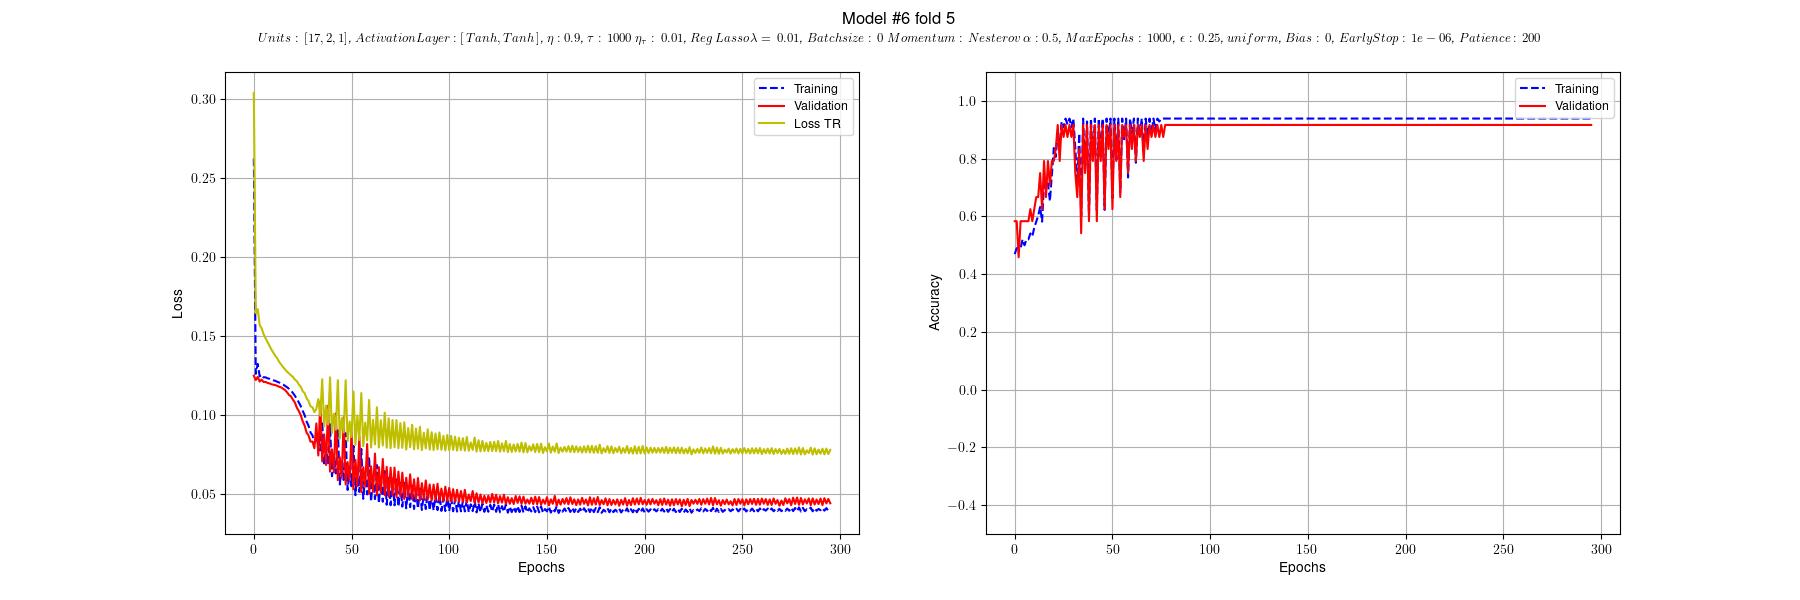 Model #6 fold 5
Units : [17, 2, 1], ActivationLayer : [Tanh, Tanh], η : 0.9, τ : 1000 ητ : 0.01, Reg Lassoλ = 0.01, Batchsize : 0 Momentum : Nesterov α : 0.5, MaxEpochs : 1000, ϵ : 0.25, uniform, Bias : 0, EarlyStop : 1e − 06, Patience : 200
Training
Validation
Loss TR
0.30
0.25
0.20
0.15
0.10
0.05
Loss
0
50
100
150
200
250
300
Epochs
Training
Validation
1.0
0.8
0.6
0.4
0.2
0.0
−0.2
−0.4
Accuracy
0
50
100
150
200
250
300
Epochs